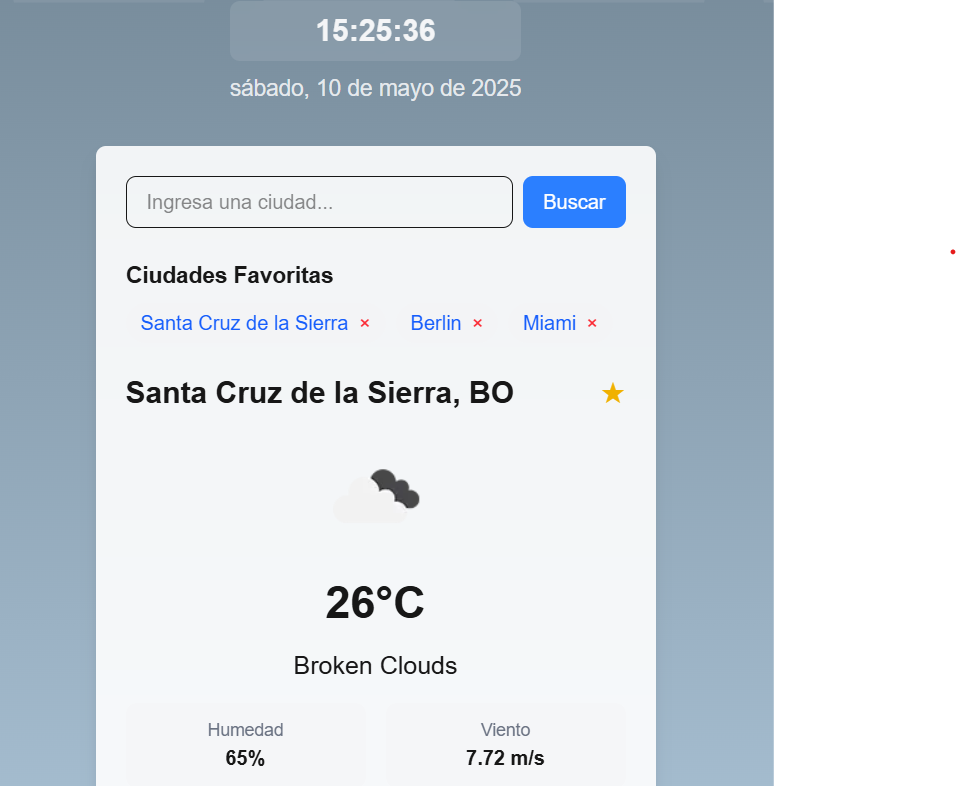 15:25:36
sábado, 10 de mayo de 2025
Ingresa una ciudad... Buscar
Ciudades Favoritas
Santa Cruz de la Sierra × Berlin × Miami ×
Santa Cruz de la Sierra, BO ★
26°C
Broken Clouds
Humedad Viento
65% 7.72 m/s